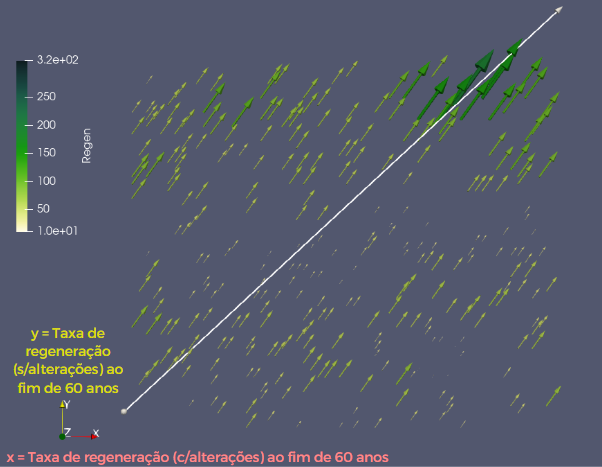 3.2e+02
250
200
150
100
50
1.0e+01
Regen
y = Taxa de
regeneração
(s/alterações) ao
fim de 60 anos
Y
Z
X
x = Taxa de regeneração (c/alterações) ao fim de 60 anos